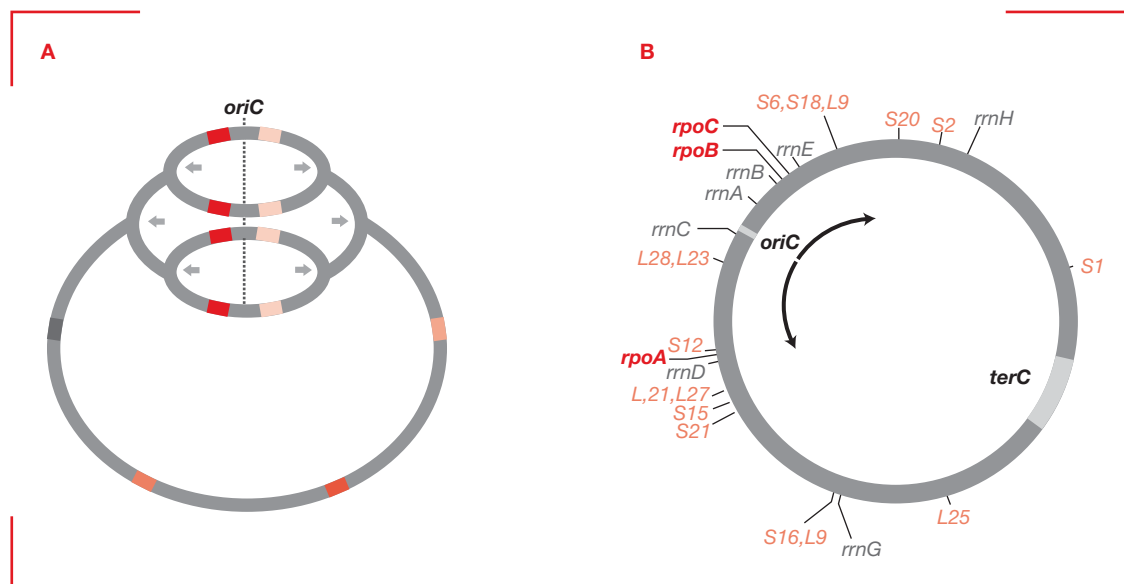 A
oriC
B
S6,S18,L9
S20
S2
rrnH
rpoC
rpoB
rrnE
rrnB
rrnA
rrnC
oriC
L28,L23
S1
S12
rpoA
rrnD
terC
L,21,L27
S15
S21
L25
S16,L9
rrnG